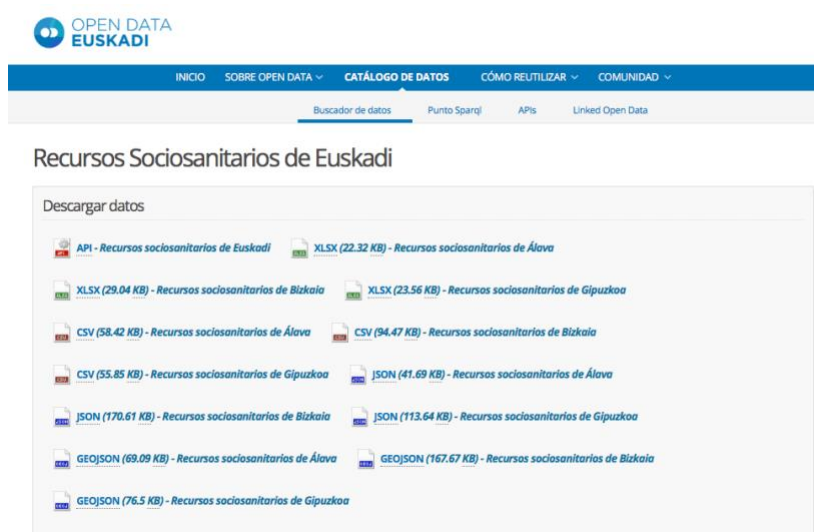 OPEN DATA
EUSKADI
INICIO SOBRE OPEN DATA CATÁLOGO DE DATOS CÓMO REUTILIZAR COMUNIDAD
Buscador de datos Punto Sparql APIs Linked Open Data
Recursos Sociosanitarios de Euskadi
Descargar datos
API - Recursos sociosanitarios de Euskadi XLSX (22.32 KB) - Recursos sociosanitarios de Álava
XLSX (29.04 KB) - Recursos sociosanitarios de Bizkaia XLSX (23.56 KB) - Recursos sociosanitarios de Gipuzkoa
CSV (58.42 KB) - Recursos sociosanitarios de Álava CSV (94.47 KB) - Recursos sociosanitarios de Bizkaia
CSV (55.85 KB) - Recursos sociosanitarios de Gipuzkoa JSON (41.69 KB) - Recursos sociosanitarios de Álava
JSON (170.61 KB) - Recursos sociosanitarios de Bizkaia JSON (113.64 KB) - Recursos sociosanitarios de Gipuzkoa
GEOJSON (69.09 KB) - Recursos sociosanitarios de Álava GEOJSON (167.67 KB) - Recursos sociosanitarios de Bizkaia
GEOJSON (76.5 KB) - Recursos sociosanitarios de Gipuzkoa